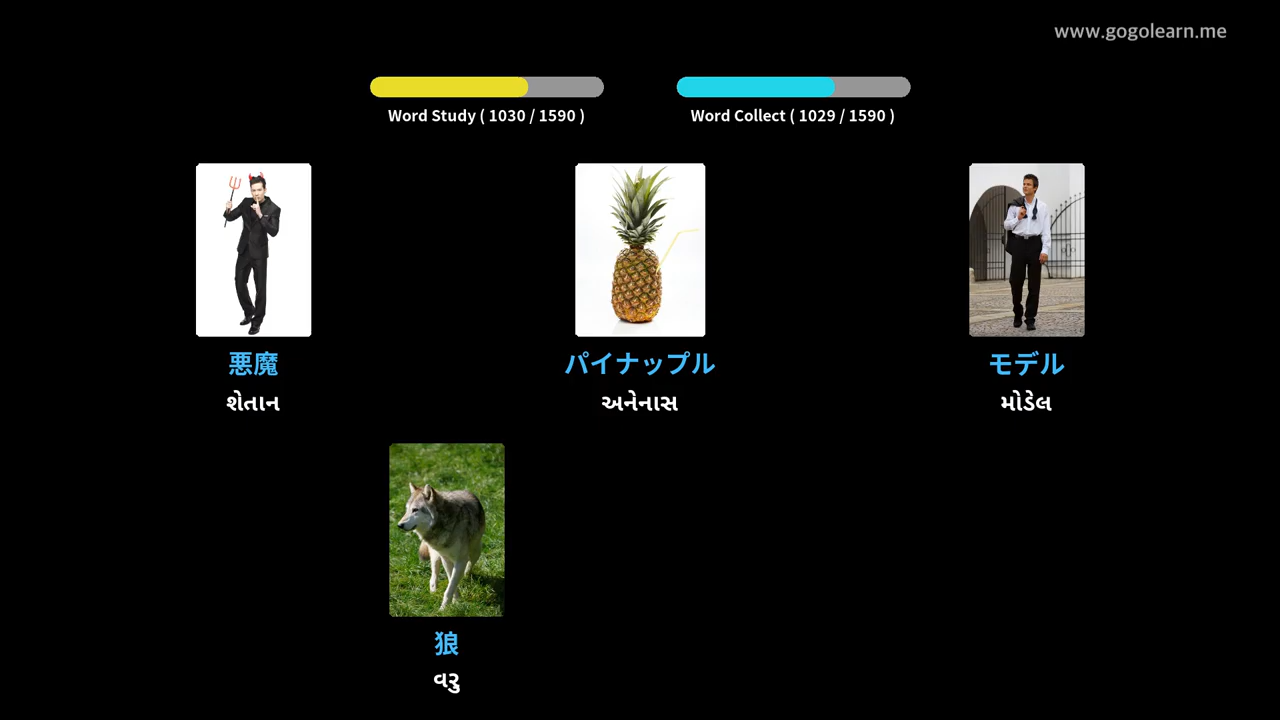 www.gogolearn.me
Word Study ( 1030 / 1590 )
Word Collect ( 1029 / 1590 )
悪魔
શેતાન
パイナップル
અનેનાસ
モデル
મોડેલ
狼
વરુ